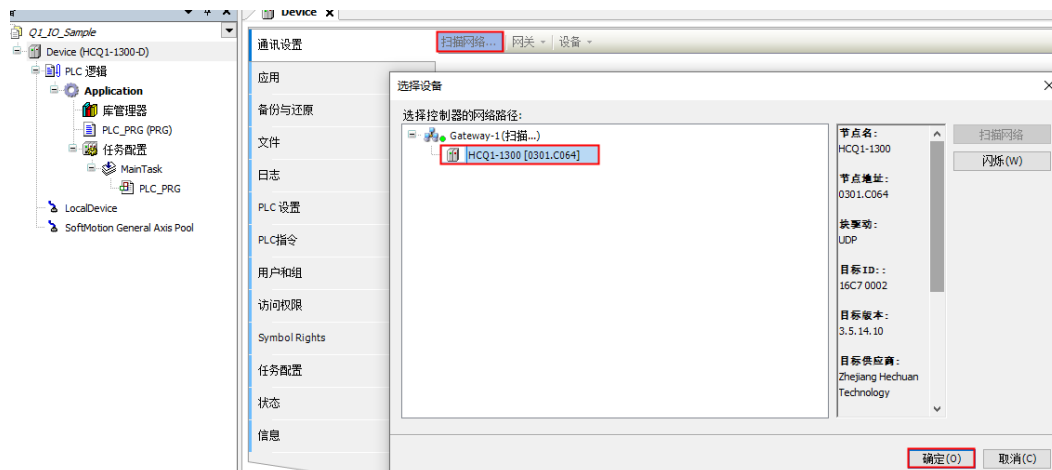 Q1_IO_Sample
Device (HCQ1-1300-D)
PLC 逻辑
Application
库管理器
PLC_PRG (PRG)
任务配置
MainTask
PLC_PRG
LocalDevice
SoftMotion General Axis Pool
Device
通讯设置
应用
备份与还原
文件
日志
PLC 设置
PLC指令
用户和组
访问权限
Symbol Rights
任务配置
状态
信息
扫描网络... 网关 设备
选择设备
选择控制器的网络路径:
Gateway-1(扫描...)
HCQ1-1300 [0301.C064]
节点名:
HCQ1-1300
节点地址:
0301.C064
块驱动:
UDP
目标ID::
16C7 0002
目标版本:
3.5.14.10
目标供应商:
Zhejiang Hechuan
Technology
扫描网络
闪烁(W)
确定(O) 取消(C)